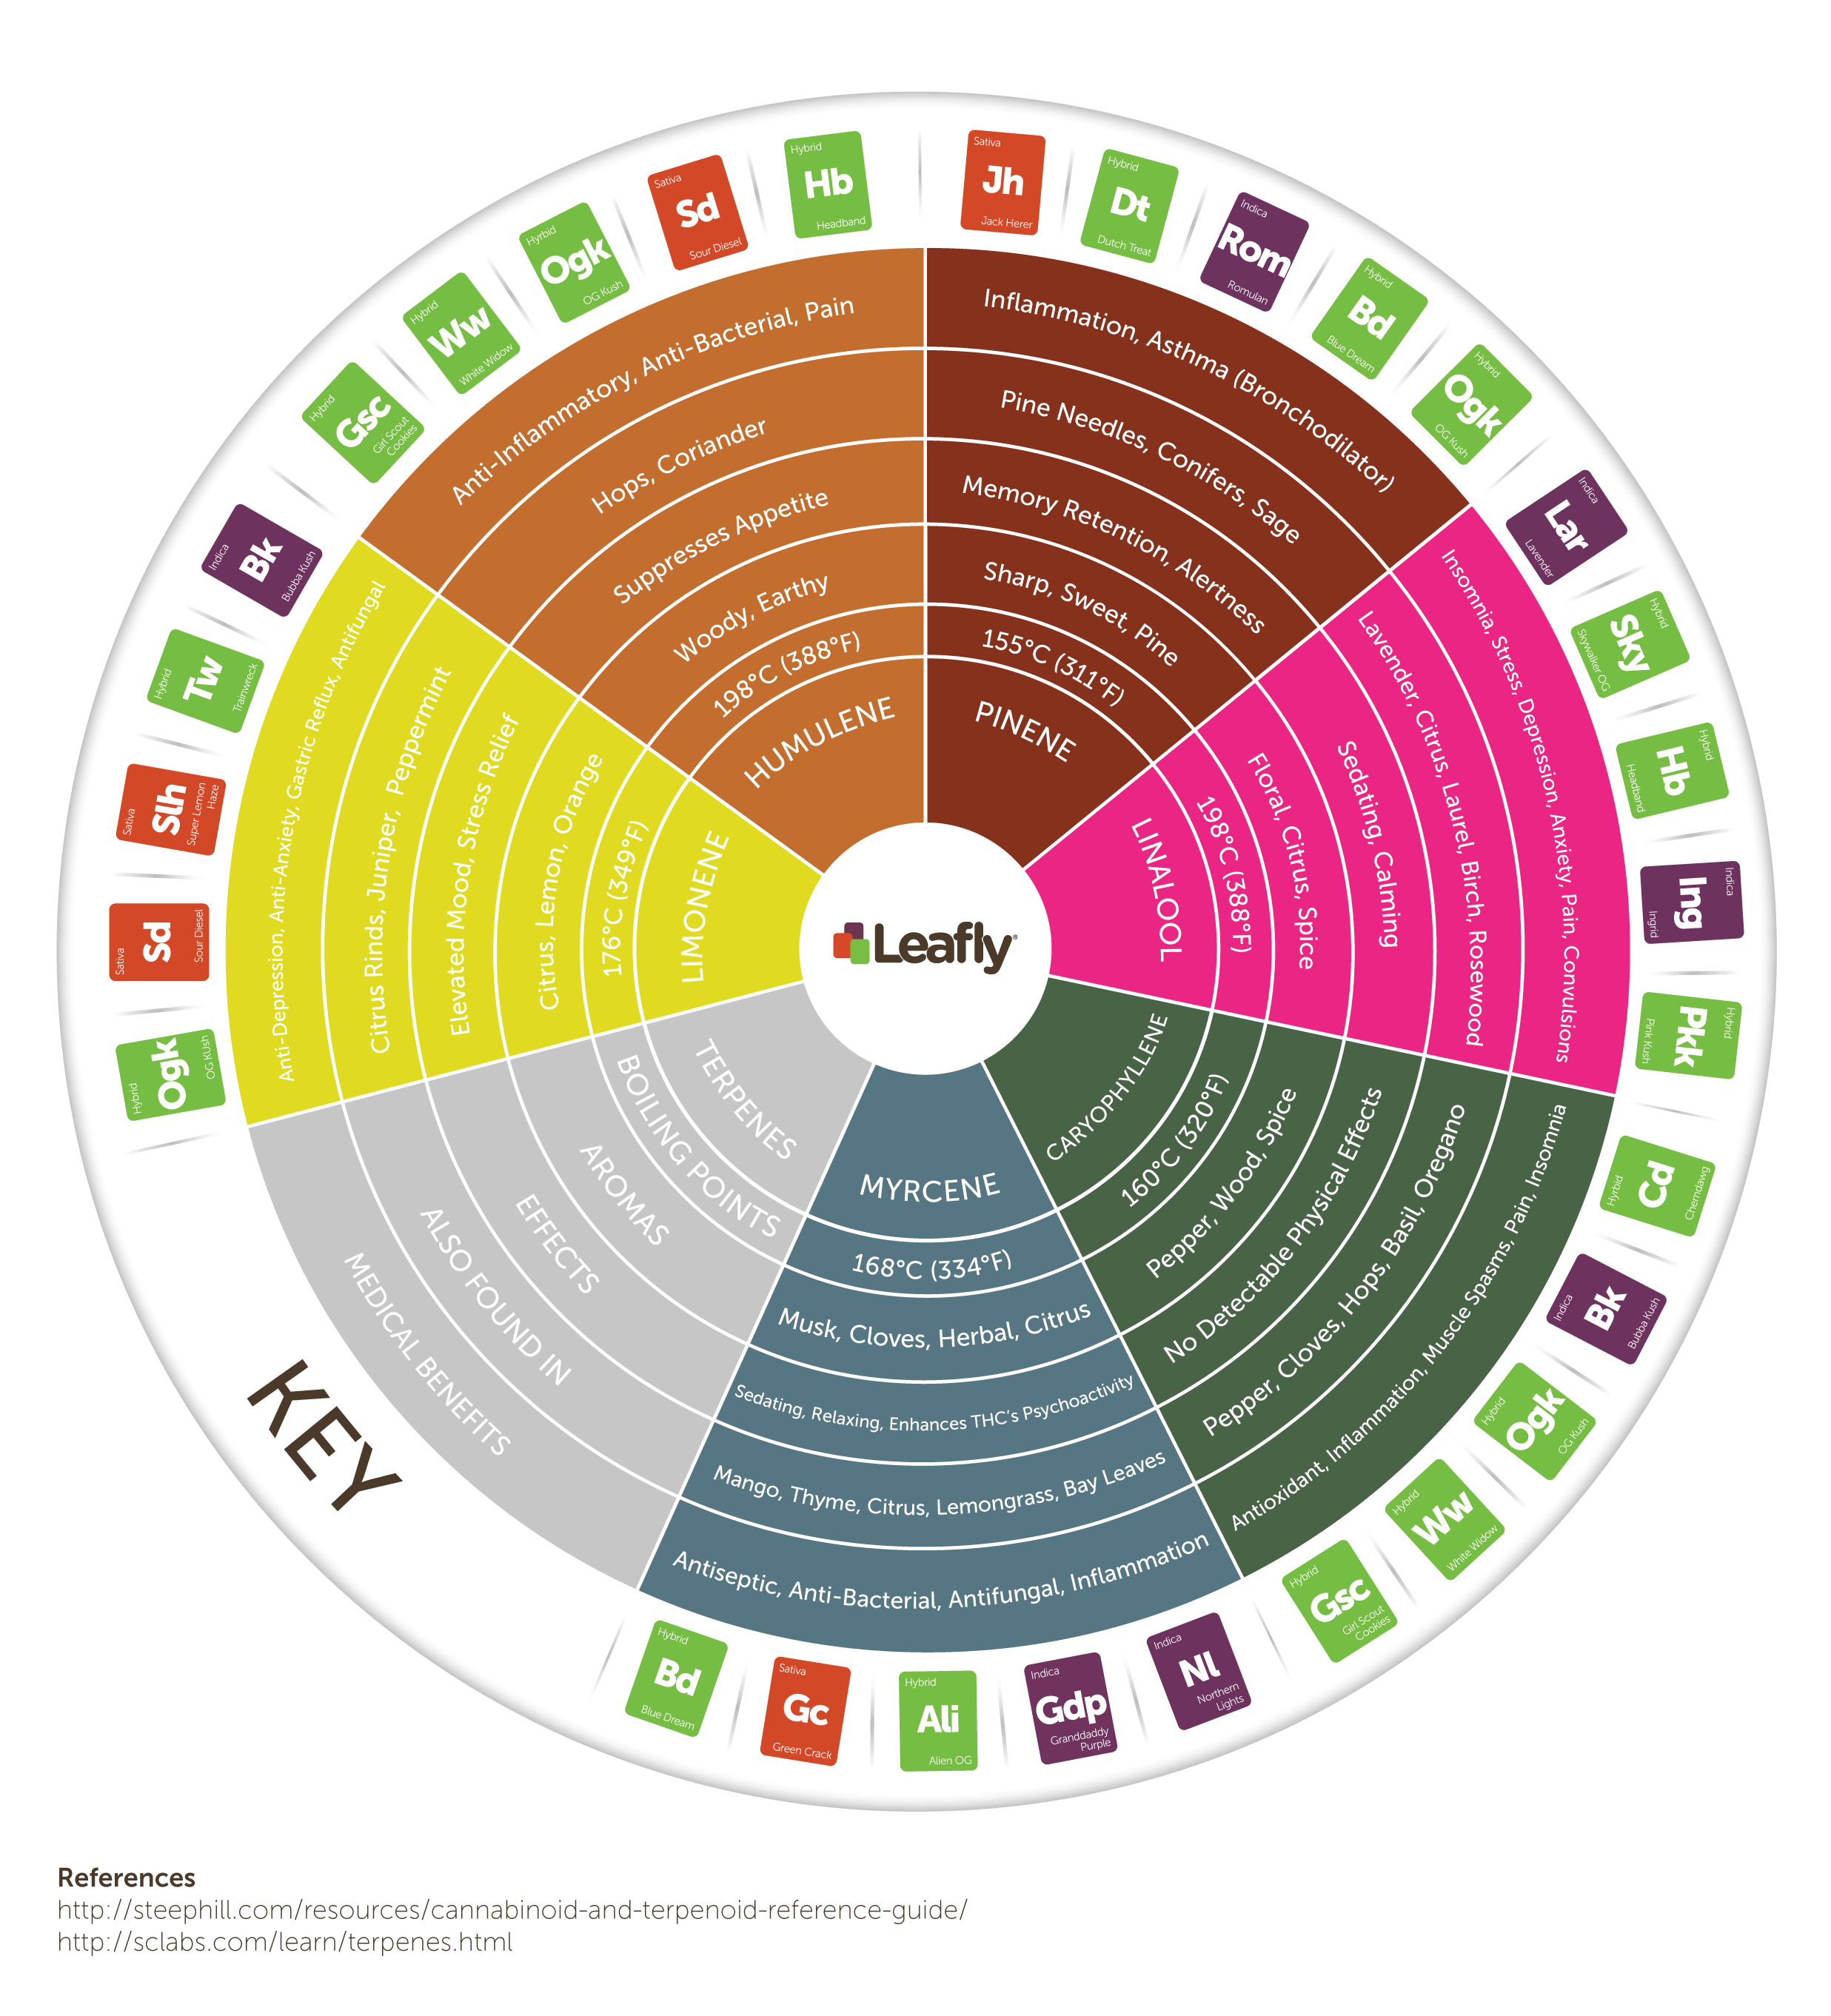 Sativa
Jh
Jack Herer
Hybrid
Dt
Dutch Treat
Indica
Rom
Romulan
Hybrid
Bd
Blue Dream
Hybrid
Ogk
OG Kush
Indica
Lar
Lavender
Hybrid
Sky
Skywalker OG
Hybrid
Hb
Headband
Indica
Ing
Ingrid
Hybrid
Pkk
Pink Kush
Hyrbid
Cd
Chemdawg
Indica
Bk
Bubba Kush
Hybrid
Ogk
OG Kush
Hybrid
Ww
White Widow
Hybrid
Gsc
Girl Scout
Cookies
Indica
Nl
Northern
Lights
Indica
Gdp
Granddaddy
Purple
Hybrid
Ali
Alien OG
Sativa
Gc
Green Crack
Hybrid
Bd
Blue Dream
Hybrid
Ogk
OG KUsh
Sativa
Sd
Sour Diesel
Sativa
Slh
Super Lemon
Haze
Hybrid
Tw
Trainwreck
Indica
Bk
Bubba Kush
Hybrid
Gsc
Girl Scout
Cookies
Hybrid
Ww
White Widow
Hyrbid
Ogk
OG Kush
Sativa
Sd
Sour Diesel
Hybrid
Hb
Headband
Inflammation, Asthma (Bronchodilator)
Pine Needles, Conifers, Sage
Memory Retention, Alertness
Sharp, Sweet, Pine
155°C (311°F)
PINENE
Insomnia, Stress, Depression, Anxiety, Pain, Convulsions
Lavender, Citrus, Laurel, Birch, Rosewood
Sedating, Calming
Floral, Citrus, Spice
198°C (388°F)
LINALOOL
CARYOPHYLLENE
160°C (320°F)
Pepper, Wood, Spice
No Detectable Physical Effects
Pepper, Cloves, Hops, Basil, Oregano
Antioxidant, Inflammation, Muscle Spasms, Pain, Insomnia
MYRCENE
168°C (334°F)
Musk, Cloves, Herbal, Citrus
Sedating, Relaxing, Enhances THC's Psychoactivity
Mango, Thyme, Citrus, Lemongrass, Bay Leaves
Antiseptic, Anti-Bacterial, Antifungal, Inflammation
TERPENES
BOILING POINTS
AROMAS
EFFECTS
ALSO FOUND IN
MEDICAL BENEFITS
KEY
Anti-Depression, Anti-Anxiety, Gastric Reflux, Antifungal
Citrus Rinds, Juniper, Peppermint
Elevated Mood, Stress Relief
Citrus, Lemon, Orange
176°C (349°F)
LIMONENE
Anti-Inflammatory, Anti-Bacterial, Pain
Hops, Coriander
Suppresses Appetite
Woody, Earthy
198°C (388°F)
HUMULENE
Leafly®
References
http://steephill.com/resources/cannabinoid-and-terpenoid-reference-guide/
http://sclabs.com/learn/terpenes.html